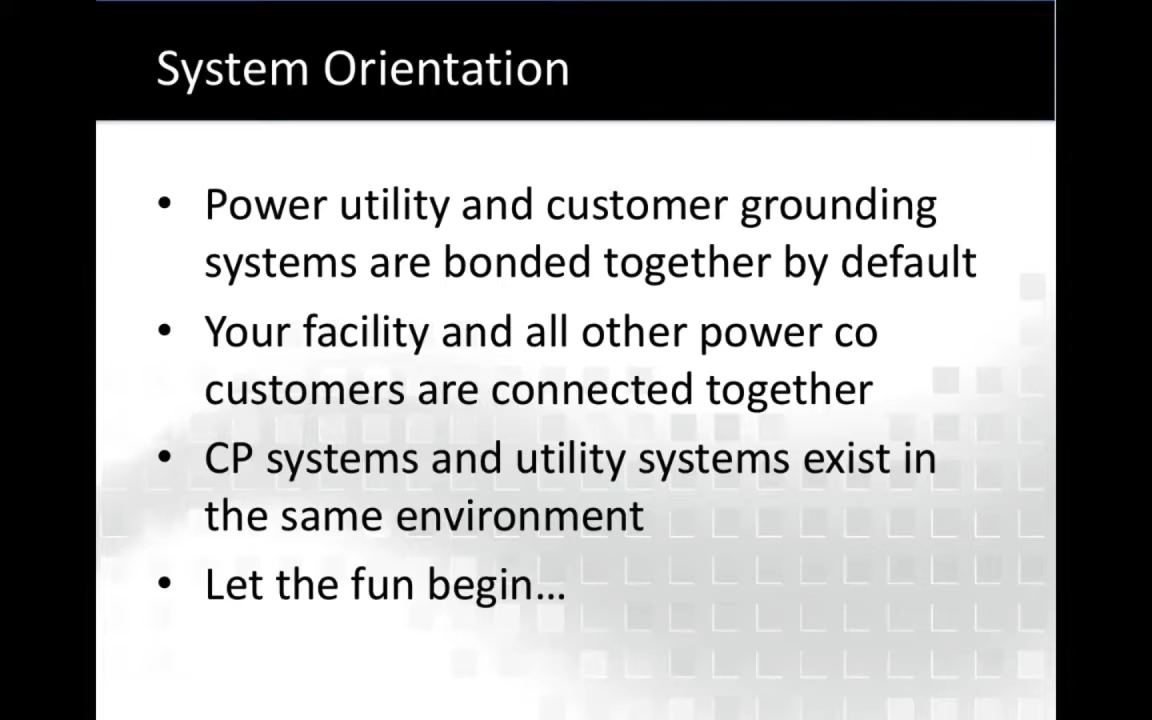 System Orientation
• Power utility and customer grounding
systems are bonded together by default
• Your facility and all other power co
customers are connected together
• CP systems and utility systems exist in
the same environment
• Let the fun begin...